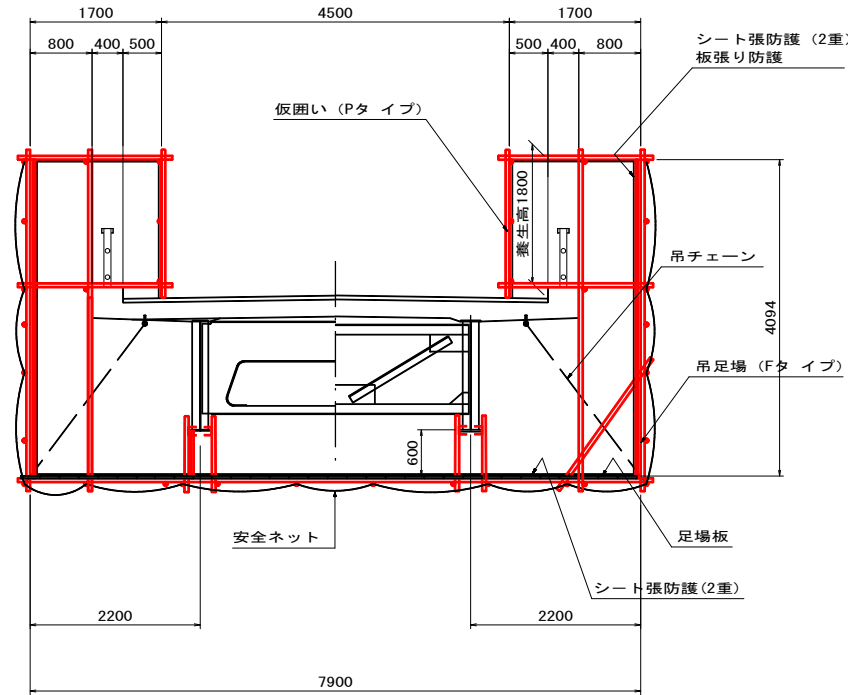 1700
4500
1700
800
400
500
500
400
800
シート張防護 (2重)
板張り防護
仮囲い (Pタ イプ)
養生高1800
吊チェーン
4094
吊足場 (Fタ イプ)
600
安全ネット
足場板
シート張防護(2重)
2200
2200
7900